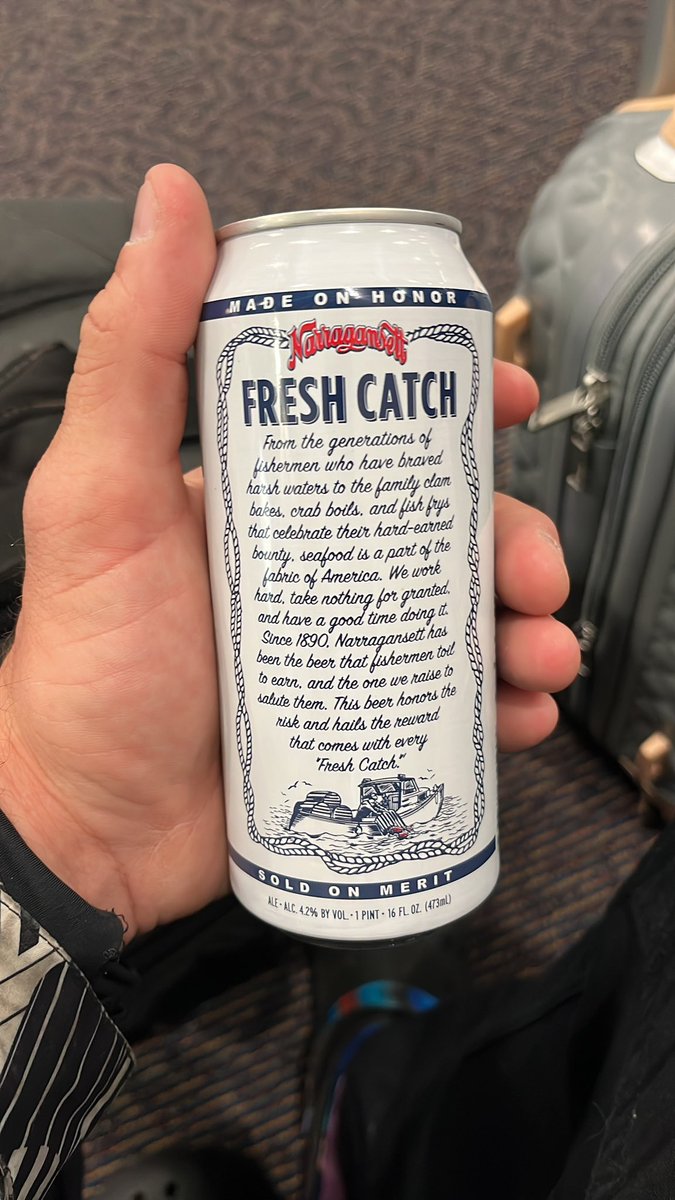 MADE ON HONOR
Narragansett
FRESH CATCH
From the generations of
fishermen who have braved
harsh waters to the family clam
bakes, crab boils, and fish frys
that celebrate their hard-earned
bounty, seafood is a part of the
fabric of America. We work
hard, take nothing for granted,
and have a good time doing it.
Since 1890, Narragansett has
been the beer that fishermen toil
to earn, and the one we raise to
salute them. This beer honors the
risk and hails the reward
that comes with every
"Fresh Catch."
SOLD ON MERIT
ALE • ALC. 4.2% BY VOL. • 1 PINT • 16 FL. OZ. (473mL)